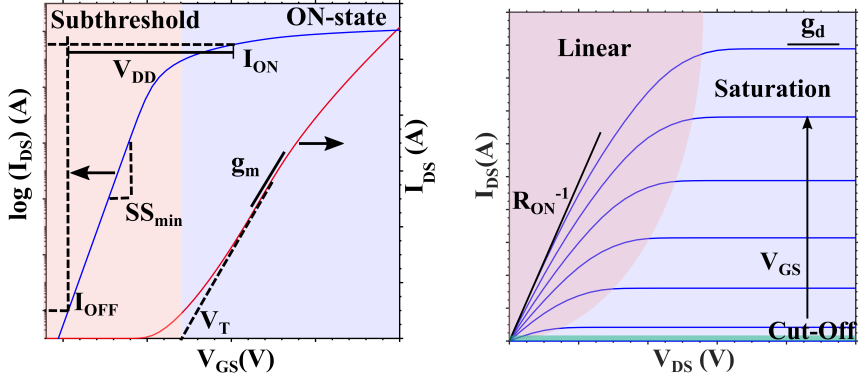 Subthreshold
ON-state
V_DD
I_ON
log (I_DS) (A)
I_DS (A)
g_m
SS_min
I_OFF
V_T
V_GS(V)
Linear
g_d
Saturation
I_DS(A)
R_ON^-1
V_GS
Cut-Off
V_DS (V)